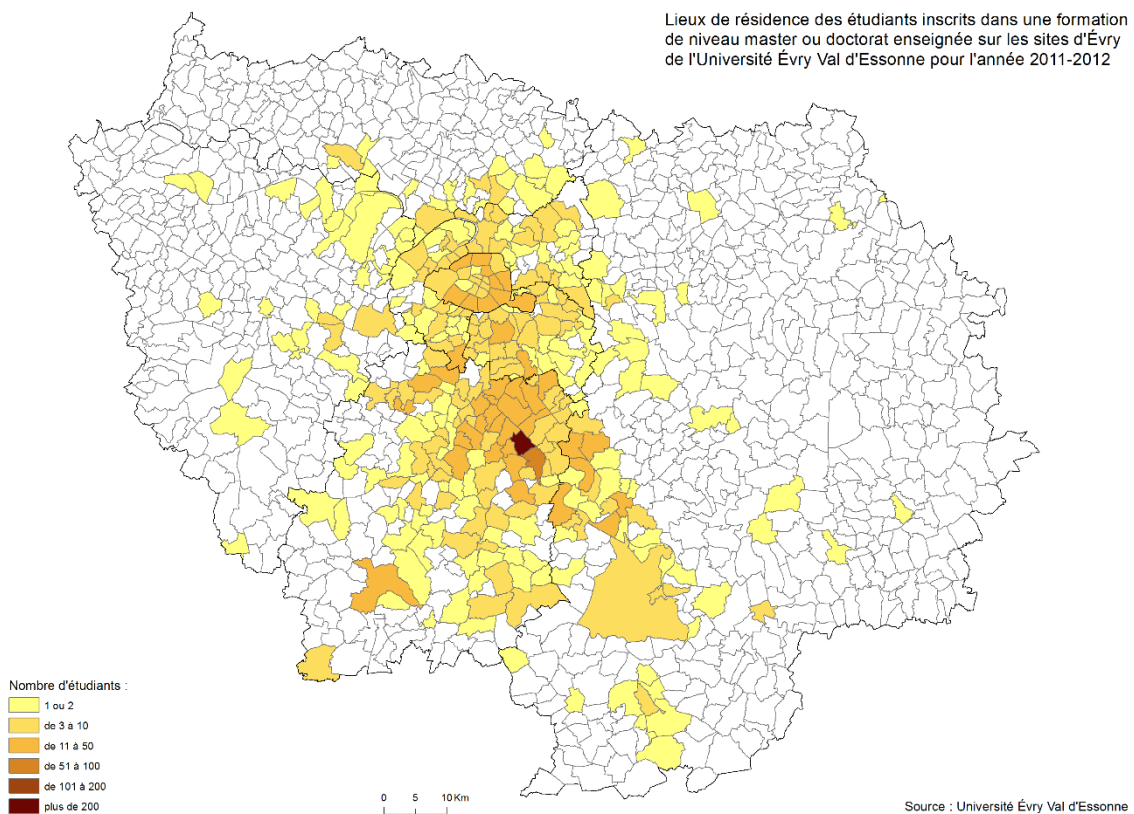 Lieux de résidence des étudiants inscrits dans une formation
de niveau master ou doctorat enseignée sur les sites d'Évry
de l'Université Évry Val d'Essonne pour l'année 2011-2012
Nombre d'étudiants :
1 ou 2
de 3 à 10
de 11 à 50
de 51 à 100
de 101 à 200
plus de 200
0 5 10 Km
Source : Université Évry Val d'Essonne